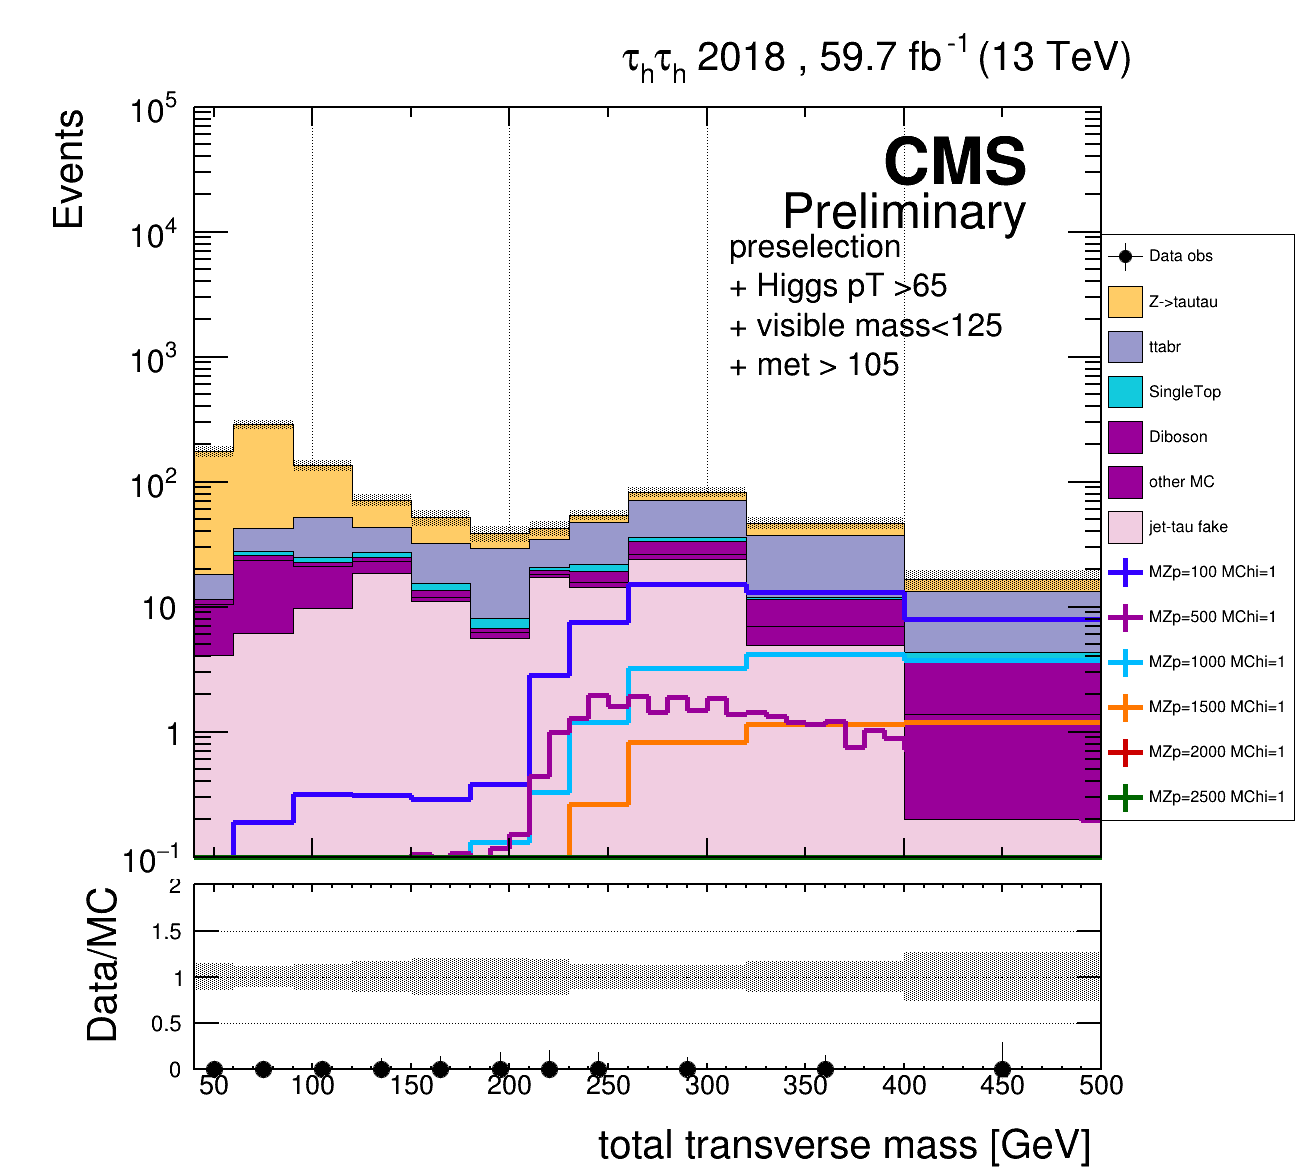 τhτh 2018 , 59.7 fb-1 (13 TeV)
Events
10^5
10^4
10^3
10^2
10
1
10^-1
CMS
Preliminary
preselection
+ Higgs pT >65
+ visible mass<125
+ met > 105
Data obs
Z->tautau
ttabr
SingleTop
Diboson
other MC
jet-tau fake
MZp=100 MChi=1
MZp=500 MChi=1
MZp=1000 MChi=1
MZp=1500 MChi=1
MZp=2000 MChi=1
MZp=2500 MChi=1
Data/MC
2
1.5
1
0.5
0
50 100 150 200 250 300 350 400 450 500
total transverse mass [GeV]